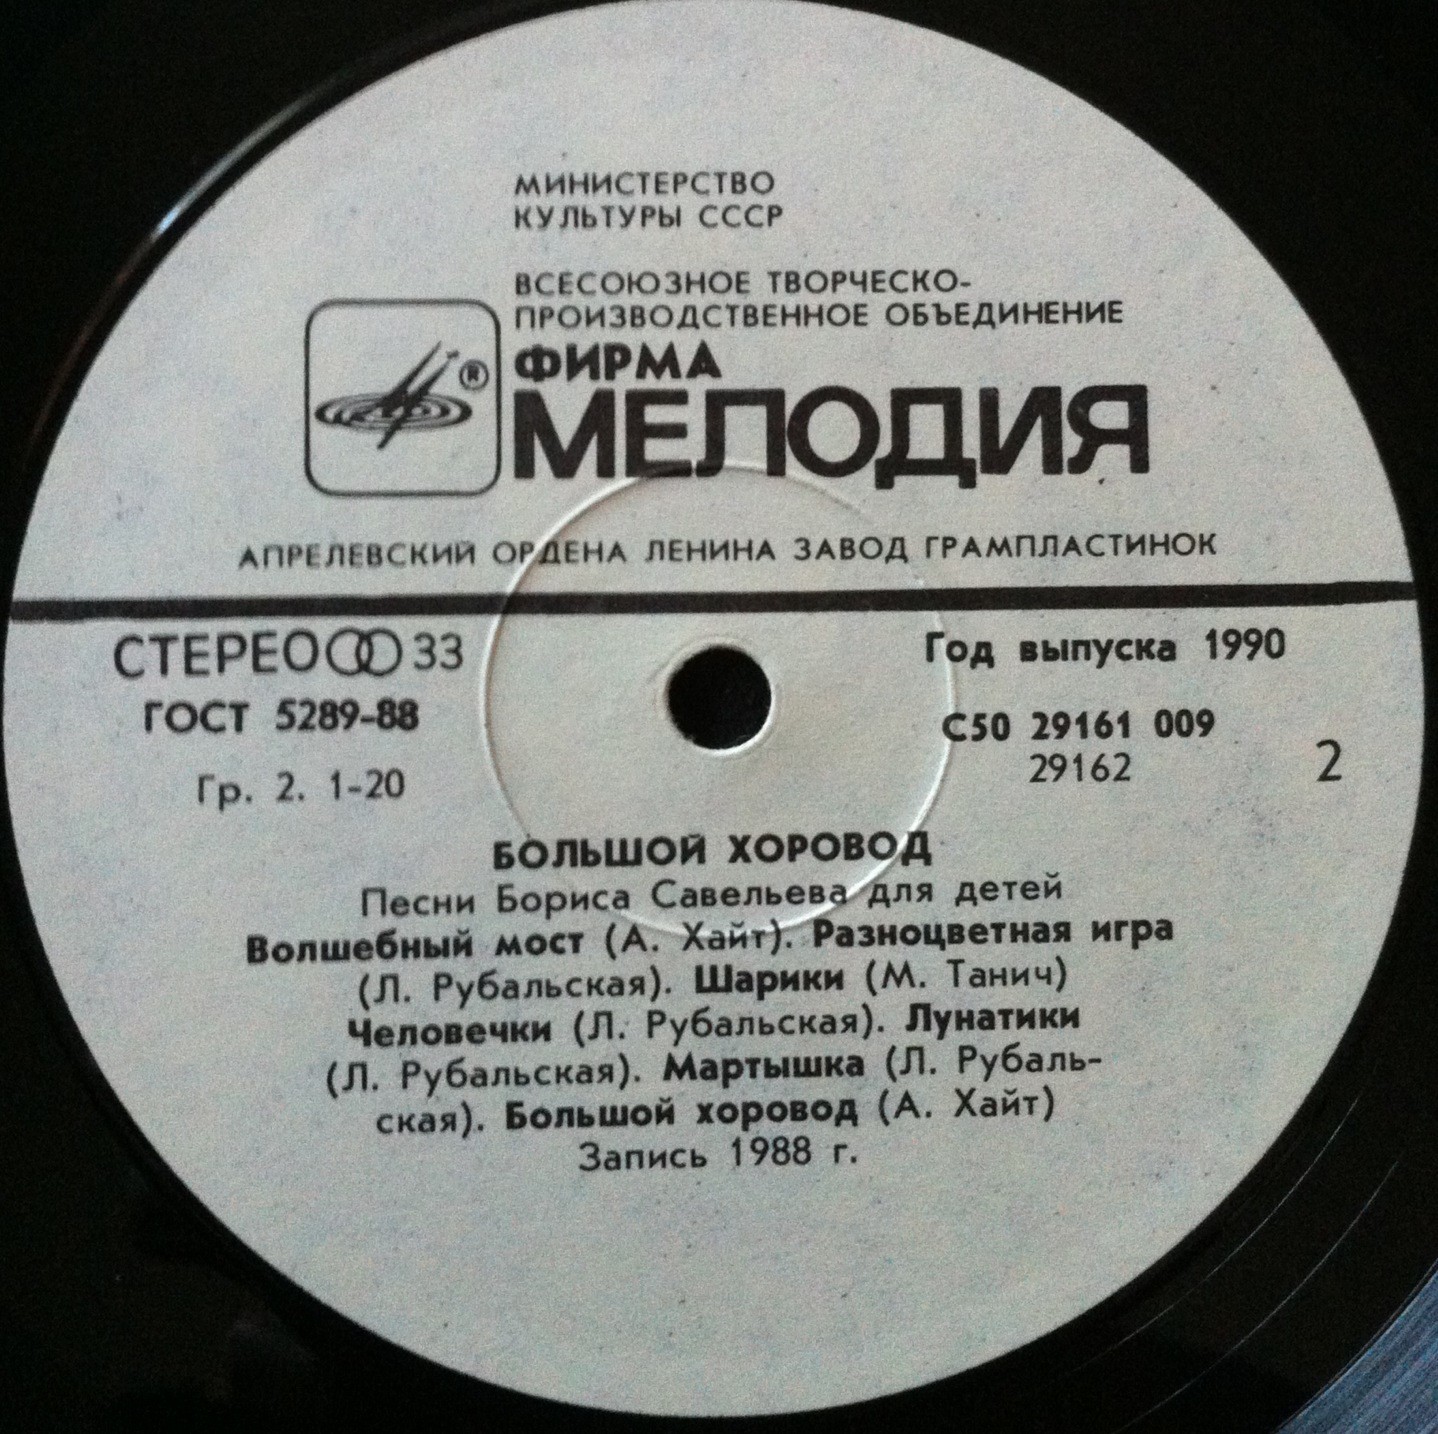 МИНИСТЕРСТВО
КУЛЬТУРЫ СССР
ВСЕСОЮЗНОЕ ТВОРЧЕСКО-
ПРОИЗВОДСТВЕННОЕ ОБЪЕДИНЕНИЕ
ФИРМА
®
МЕЛОДИЯ
АПРЕЛЕВСКИЙ ОРДЕНА ЛЕНИНА ЗАВОД ГРАМПЛАСТИНОК
СТЕРЕО 33
Год выпуска 1990
ГОСТ 5289-88
С50 29161 009
29162
2
Гр. 2. 1-20
БОЛЬШОЙ ХОРОВОД
Песни Бориса Савельева для детей
Волшебный мост (А. Хайт). Разноцветная игра
(Л. Рубальская). Шарики (М. Танич)
Человечки (Л. Рубальская). Лунатики
(Л. Рубальская). Мартышка (Л. Рубаль-
ская). Большой хоровод (А. Хайт)
Запись 1988 г.